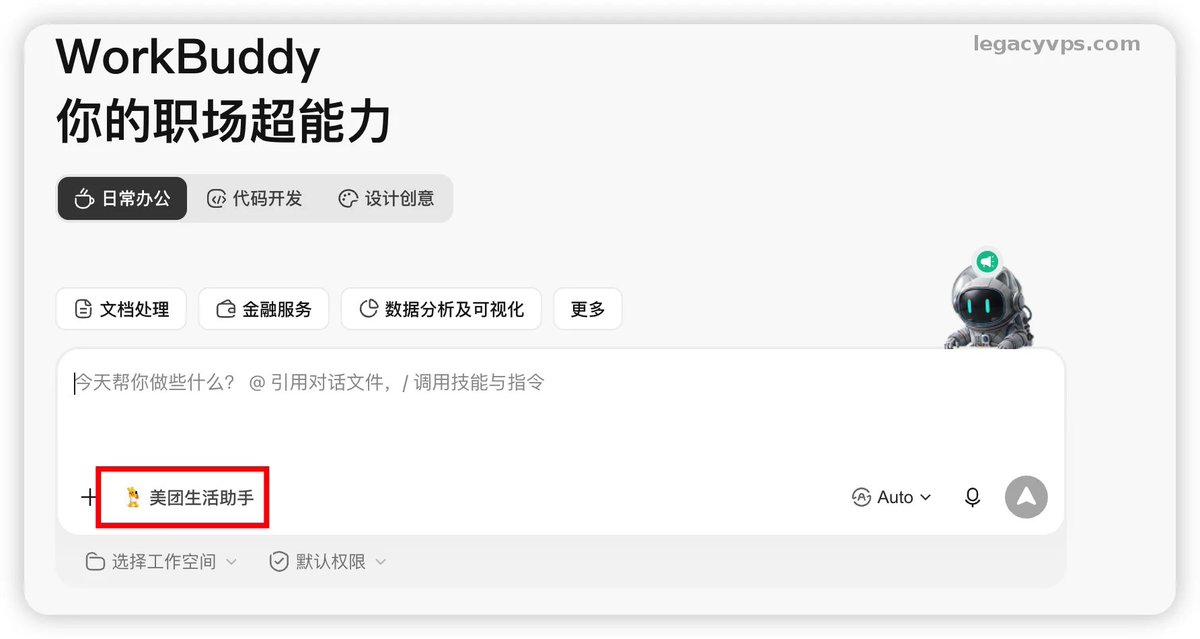 legacyvps.com
WorkBuddy
你的职场超能力
日常办公 代码开发 设计创意
文档处理 金融服务 数据分析及可视化 更多
今天帮你做些什么? @ 引用对话文件, / 调用技能与指令
美团生活助手 Auto
选择工作空间 默认权限